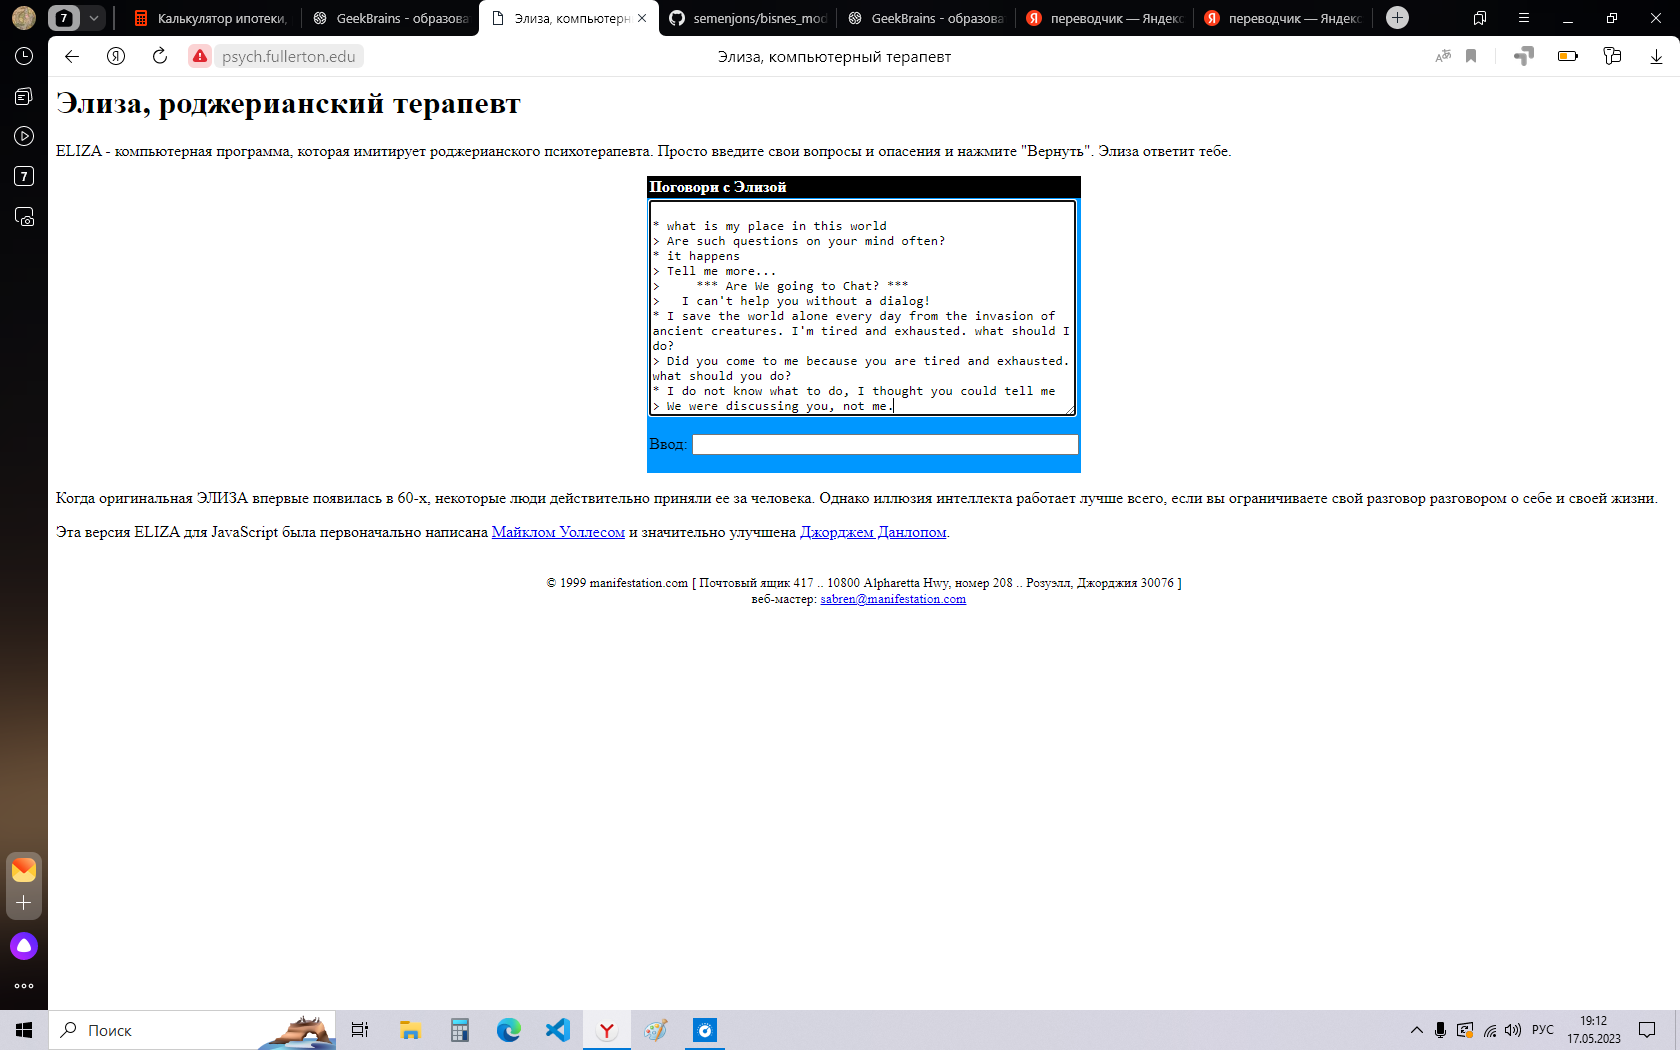 7
Калькулятор ипотеки,
GeekBrains - образова
Элиза, компьютерн
semenjons/bisnes_mod
GeekBrains - образова
переводчик — Яндекс
переводчик — Яндекс
psych.fullerton.edu
Элиза, компьютерный терапевт
7
Элиза, роджерианский терапевт
ELIZA - компьютерная программа, которая имитирует роджерианского психотерапевта. Просто введите свои вопросы и опасения и нажмите "Вернуть". Элиза ответит тебе.
Поговори с Элизой
* what is my place in this world
> Are such questions on your mind often?
* it happens
> Tell me more...
> *** Are We going to Chat? ***
> I can't help you without a dialog!
* I save the world alone every day from the invasion of
ancient creatures. I'm tired and exhausted. what should I
do?
> Did you come to me because you are tired and exhausted.
what should you do?
* I do not know what to do, I thought you could tell me
> We were discussing you, not me.
Ввод:
Когда оригинальная ЭЛИЗА впервые появилась в 60-х, некоторые люди действительно приняли ее за человека. Однако иллюзия интеллекта работает лучше всего, если вы ограничиваете свой разговор разговором о себе и своей жизни.
Эта версия ELIZA для JavaScript была первоначально написана Майклом Уоллесом и значительно улучшена Джорджем Данлопом.
© 1999 manifestation.com [ Почтовый ящик 417 .. 10800 Alpharetta Hwy, номер 208 .. Розуэлл, Джорджия 30076 ]
веб-мастер: sabren@manifestation.com
Поиск
РУС
19:12
17.05.2023